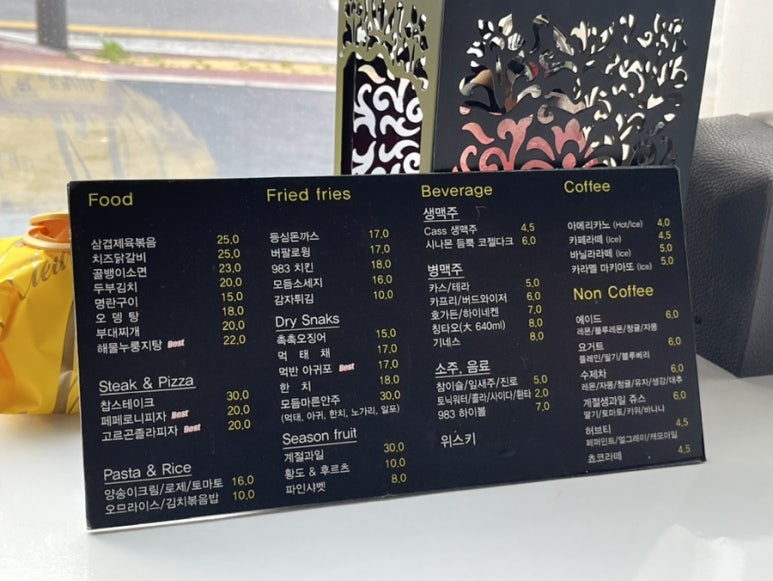 Food
삼겹제육볶음 25,0
치즈닭갈비 25,0
골뱅이소면 23,0
두부김치 20,0
명란구이 15,0
오 뎅 탕 18,0
부대찌개 20,0
해물누룽지탕 Best 22,0
Steak & Pizza
찹스테이크 30,0
페페로니피자 Best 20,0
고르곤졸라피자 Best 20,0
Pasta & Rice
양송이크림/로제/토마토 16,0
오므라이스/김치볶음밥 10,0
Fried fries
등심돈까스 17,0
버팔로윙 17,0
983 치킨 18,0
모듬소세지 16,0
감자튀김 10,0
Dry Snaks
촉촉오징어 15,0
먹 태 채 17,0
먹반 아귀포 Best 17,0
한 치 18,0
모듬마른안주 30,0
(먹태, 아귀, 한치, 노가리, 알포)
Season fruit
계절과일 30,0
황도 & 후르츠 10,0
파인샤벳 8,0
Beverage
생맥주
Cass 생맥주 4,5
시나몬 듬뿍 코젤다크 6,0
병맥주
카스/테라 5,0
카프리/버드와이저 6,0
호가든/하이네켄 7,0
칭타오(大 640ml) 8,0
기네스 8,0
소주, 음료
참이슬/잎새주/진로 5,0
토닉워터/콜라/사이다/환타 2,0
983 하이볼 7,0
위스키
Coffee
아메리카노 (Hot/Ice) 4,0
카페라떼 (Ice) 4,5
바닐라라떼 (Ice) 5,0
카라멜 마키아또 (Ice) 5,0
Non Coffee
에이드 6,0
레몬/블루레몬/청귤/자몽
요거트 6,0
플레인/딸기/블루베리
수제차 6,0
레몬/자몽/청귤/유자/생강/대추
계절생과일 쥬스 6,0
딸기/토마토/키위/바나나
허브티 4,5
페퍼민트/얼그레이/캐모마일
쵸코라떼 4,5